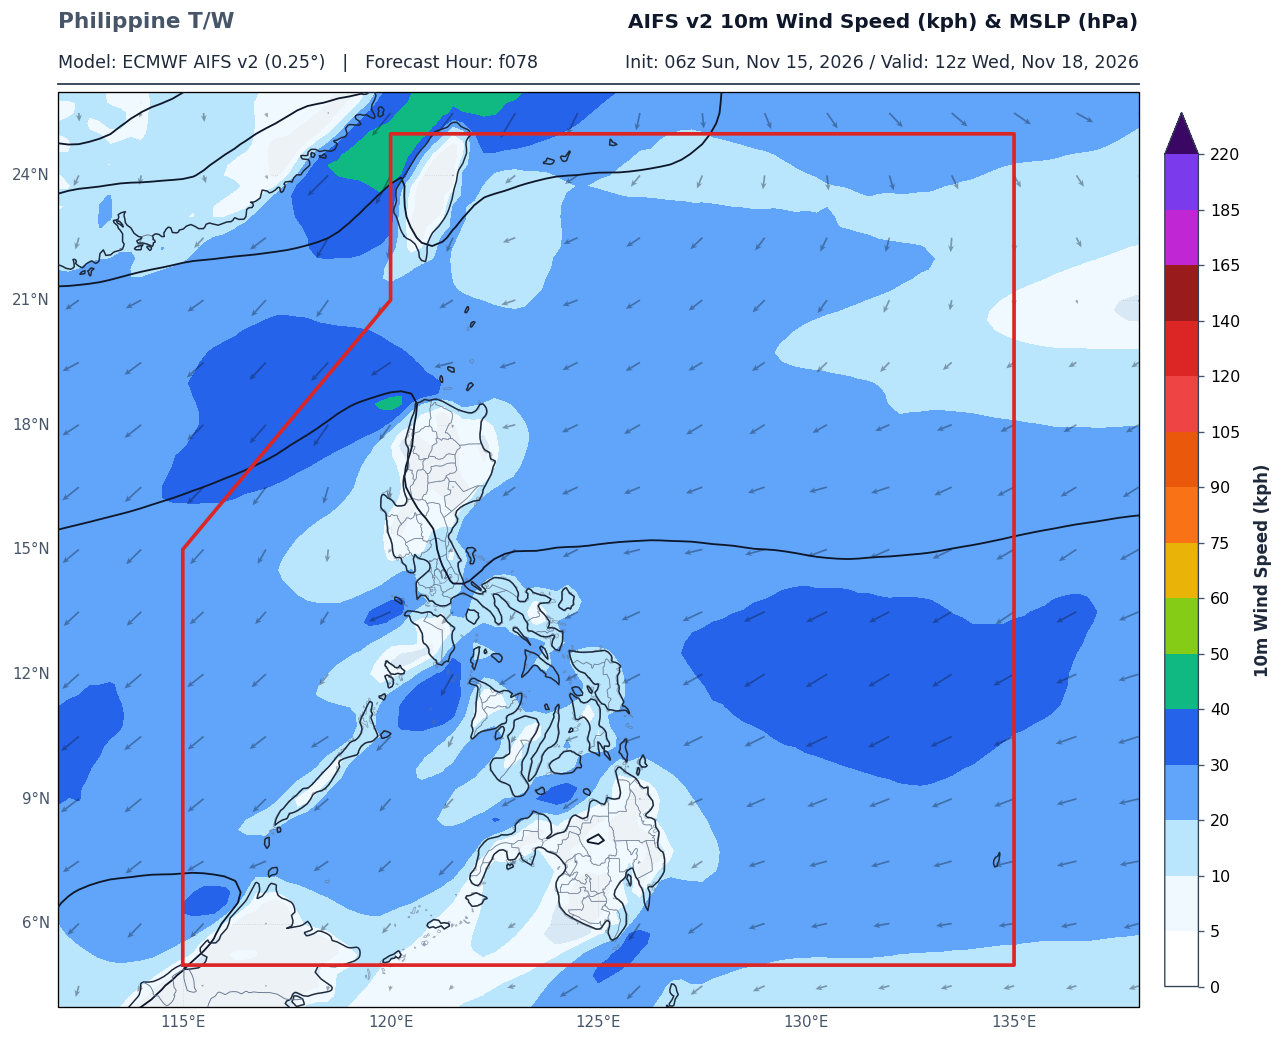 Philippine T/W
AIFS v2 10m Wind Speed (kph) & MSLP (hPa)
Model: ECMWF AIFS v2 (0.25°) | Forecast Hour: f078
Init: 06z Sun, Nov 15, 2026 / Valid: 12z Wed, Nov 18, 2026
24°N
21°N
18°N
15°N
12°N
9°N
6°N
115°E
120°E
125°E
130°E
135°E
220
185
165
140
120
105
90
75
60
50
40
30
20
10
5
0
10m Wind Speed (kph)